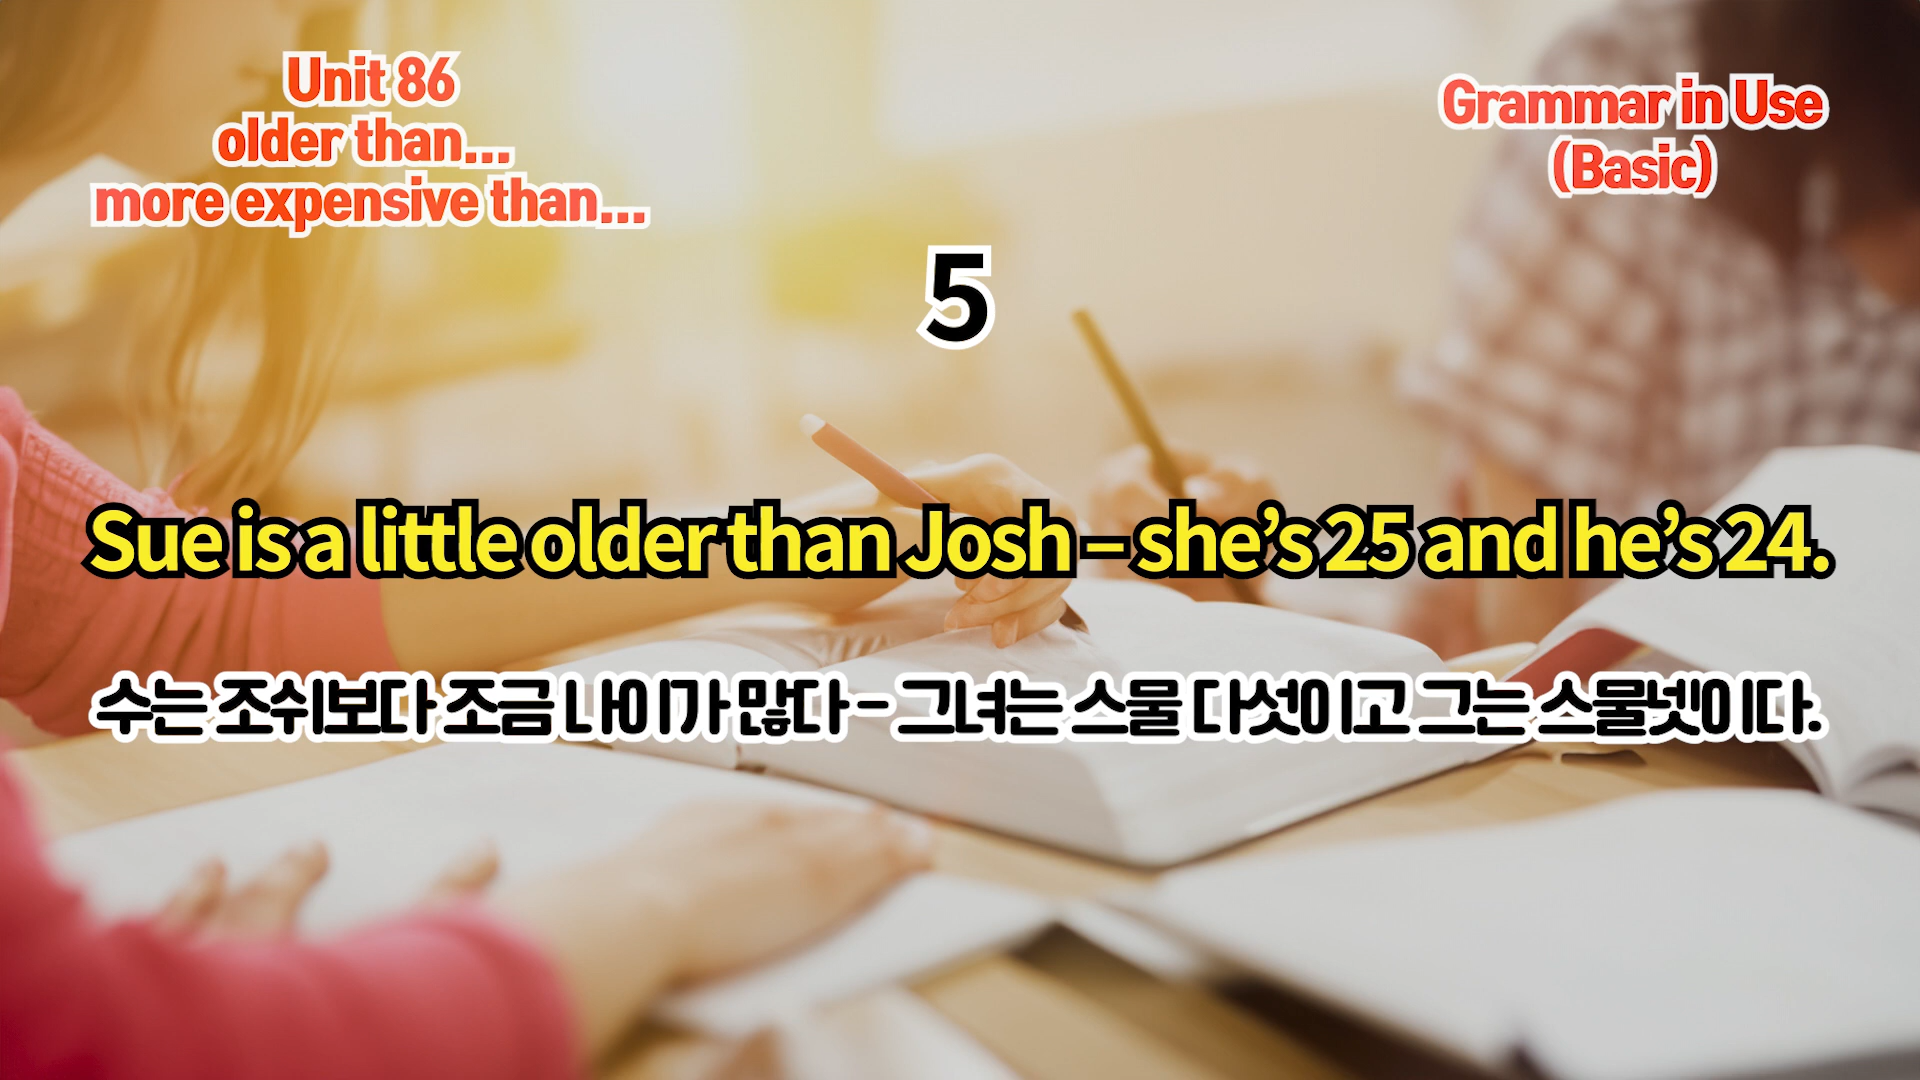 Unit 86
older than...
more expensive than...
Grammar in Use
(Basic)
5
Sue is a little older than Josh – she’s 25 and he’s 24.
수는 조쉬보다 조금 나이가 많다 - 그녀는 스물 다섯이고 그는 스물넷이다.